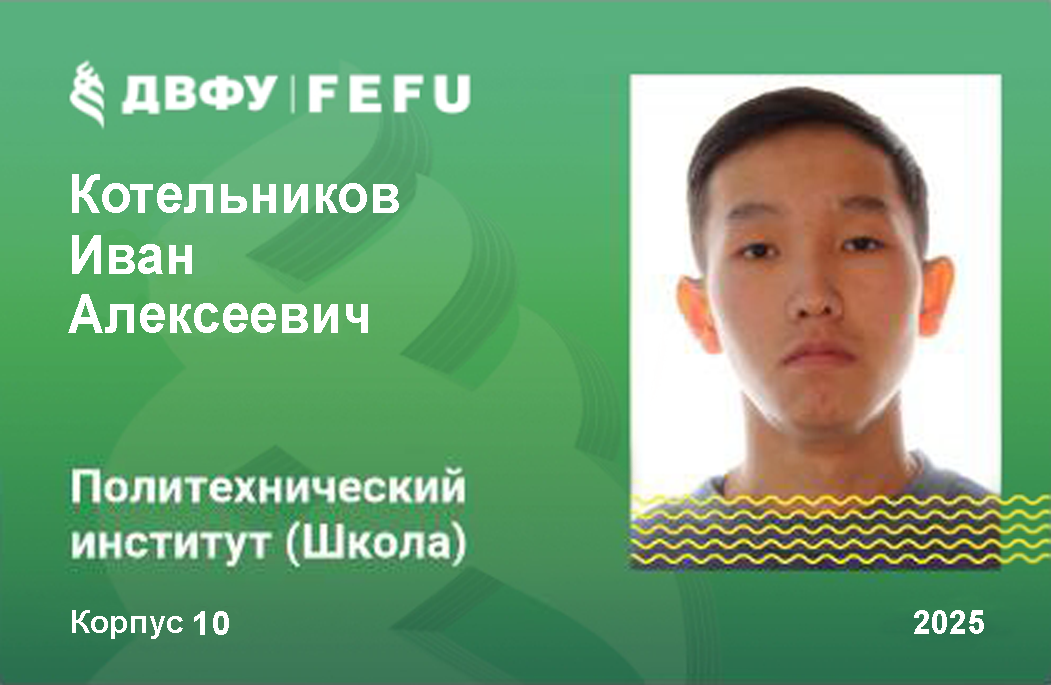 ДВФУ | FEFU
Котельников
Иван
Алексеевич
Политехнический
институт (Школа)
Корпус 10
2025